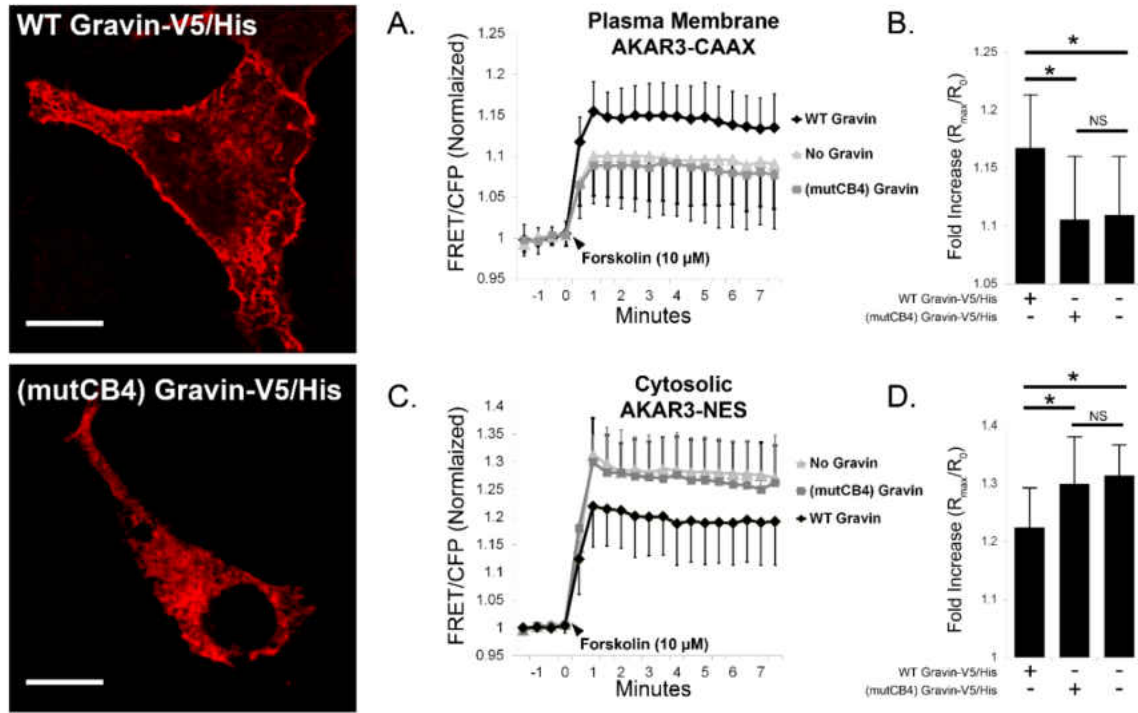 WT Gravin-V5/His
(mutCB4) Gravin-V5/His
A.
Plasma Membrane
AKAR3-CAAX
FRET/CFP (Normlaized)
1.25
1.2
1.15
1.1
1.05
1
0.95
WT Gravin
No Gravin
(mutCB4) Gravin
Forskolin (10 µM)
-1 0 1 2 3 4 5 6 7
Minutes
B.
Fold Increase (Rmax/R0)
1.25
1.2
1.15
1.1
1.05
*
*
NS
WT Gravin-V5/His + - -
(mutCB4) Gravin-V5/His - + -
C.
Cytosolic
AKAR3-NES
FRET/CFP (Normlaized)
1.4
1.35
1.3
1.25
1.2
1.15
1.1
1.05
1
0.95
No Gravin
(mutCB4) Gravin
WT Gravin
Forskolin (10 µM)
-1 0 1 2 3 4 5 6 7
Minutes
D.
Fold Increase (Rmax/R0)
1.4
1.3
1.2
1
*
*
NS
WT Gravin-V5/His + - -
(mutCB4) Gravin-V5/His - + -